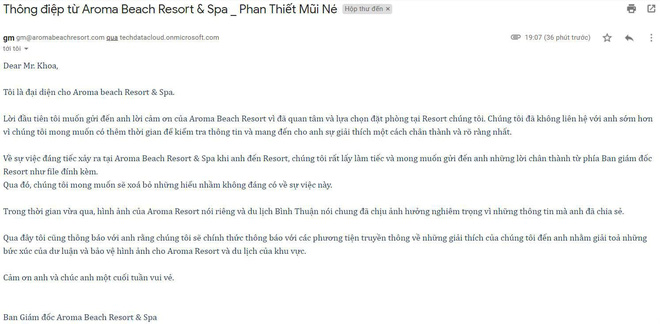 Thông điệp từ Aroma Beach Resort & Spa _ Phan Thiết Mũi Né Hộp thư đến ×
gm gm@aromabeachresort.com qua techdatacloud.onmicrosoft.com 19:07 (36 phút trước)
tới tôi
Dear Mr. Khoa,
Tôi là đại diện cho Aroma beach Resort & Spa.
Lời đầu tiên tôi muốn gửi đến anh lời cảm ơn của Aroma Beach Resort vì đã quan tâm và lựa chọn đặt phòng tại Resort chúng tôi. Chúng tôi đã không liên hệ với anh sớm hơn
vì chúng tôi mong muốn có thêm thời gian để kiểm tra thông tin và mang đến cho anh sự giải thích một cách chân thành và rõ ràng nhất.
Về sự việc đáng tiếc xảy ra tại Aroma Beach Resort & Spa khi anh đến Resort, chúng tôi rất lấy làm tiếc và mong muốn gửi đến anh những lời chân thành từ phía Ban giám đốc
Resort như file đính kèm.
Qua đó, chúng tôi mong muốn sẽ xoá bỏ những hiểu nhầm không đáng có về sự việc này.
Trong thời gian vừa qua, hình ảnh của Aroma Resort nói riêng và du lịch Bình Thuận nói chung đã chịu ảnh hưởng nghiêm trọng vì những thông tin mà anh đã chia sẻ.
Qua đây tôi cũng thông báo với anh rằng chúng tôi sẽ chính thức thông báo với các phương tiện truyền thông về những giải thích của chúng tôi đến anh nhằm giải toả những
bức xúc của dư luận và bảo vệ hình ảnh cho Aroma Resort và du lịch của khu vực.
Cảm ơn anh và chúc anh một cuối tuần vui vẻ.
Ban Giám đốc Aroma Beach Resort & Spa